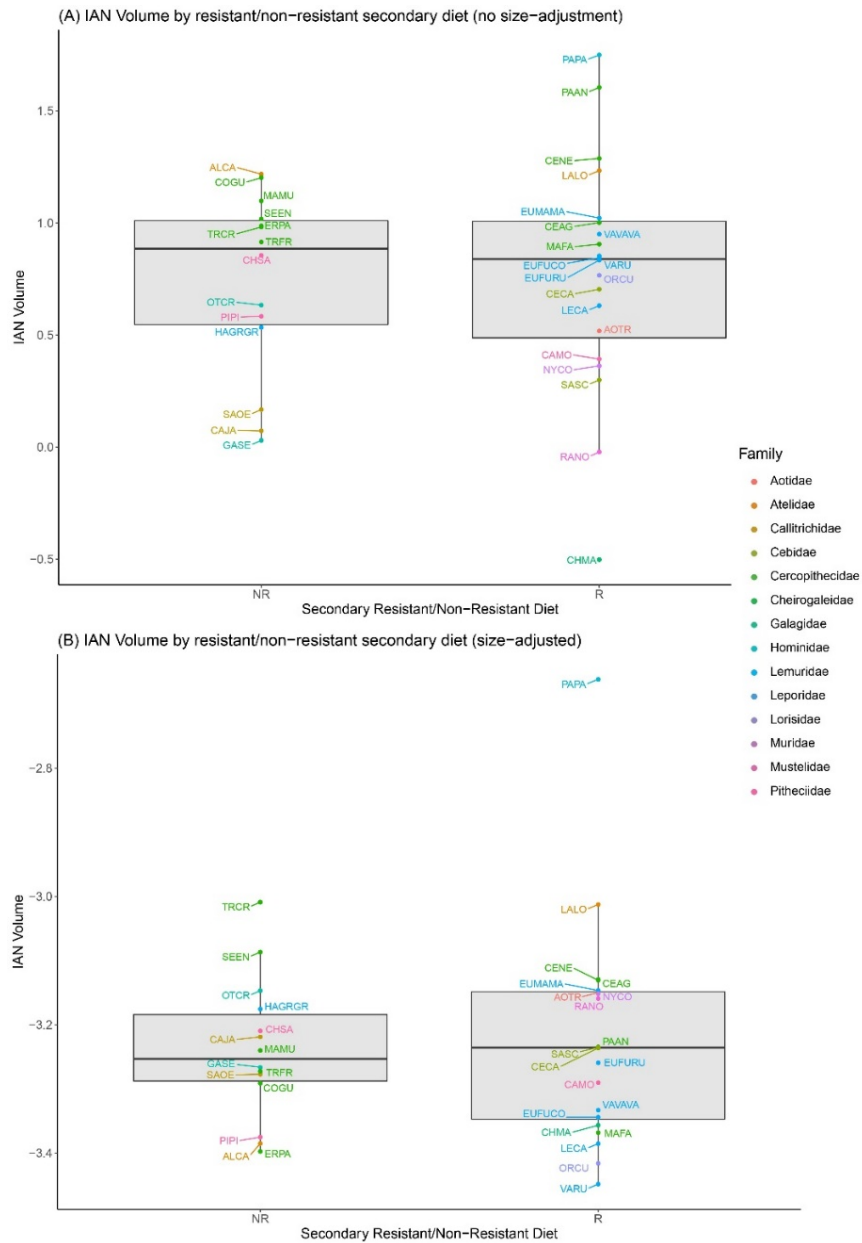 (A) IAN Volume by resistant/non−resistant secondary diet (no size−adjustment)
PAPA
PAAN
1.5
CENE
ALCA
LALO
COGU
MAMU
EUMAMA
SEEN
CEAG
ERPA
1.0
TRCR
VAVAVA
TRFR
MAFA
CHSA
EUFUCO
VARU
EUFURU
ORCU
CECA
OTCR
LECA
PIPI
AOTR
0.5
HAGRGR
CAMO
NYCO
SASC
SAOE
CAJA
GASE
0.0
RANO
−0.5
CHMA
IAN Volume
NR
R
Secondary Resistant/Non−Resistant Diet
Family
Aotidae
Atelidae
Callitrichidae
Cebidae
Cercopithecidae
Cheirogaleidae
Galagidae
Hominidae
Lemuridae
Leporidae
Lorisidae
Muridae
Mustelidae
Pitheciidae
(B) IAN Volume by resistant/non−resistant secondary diet (size−adjusted)
PAPA
−2.8
TRCR
LALO
−3.0
SEEN
CENE
CEAG
EUMAMA
OTCR
AOTR
NYCO
HAGRGR
RANO
−3.2
CHSA
CAJA
MAMU
PAAN
SASC
CECA
GASE
EUFURU
TRFR
SAOE
COGU
CAMO
VAVAVA
EUFUCO
CHMA
MAFA
PIPI
LECA
ALCA
ERPA
−3.4
ORCU
VARU
IAN Volume
NR
R
Secondary Resistant/Non−Resistant Diet